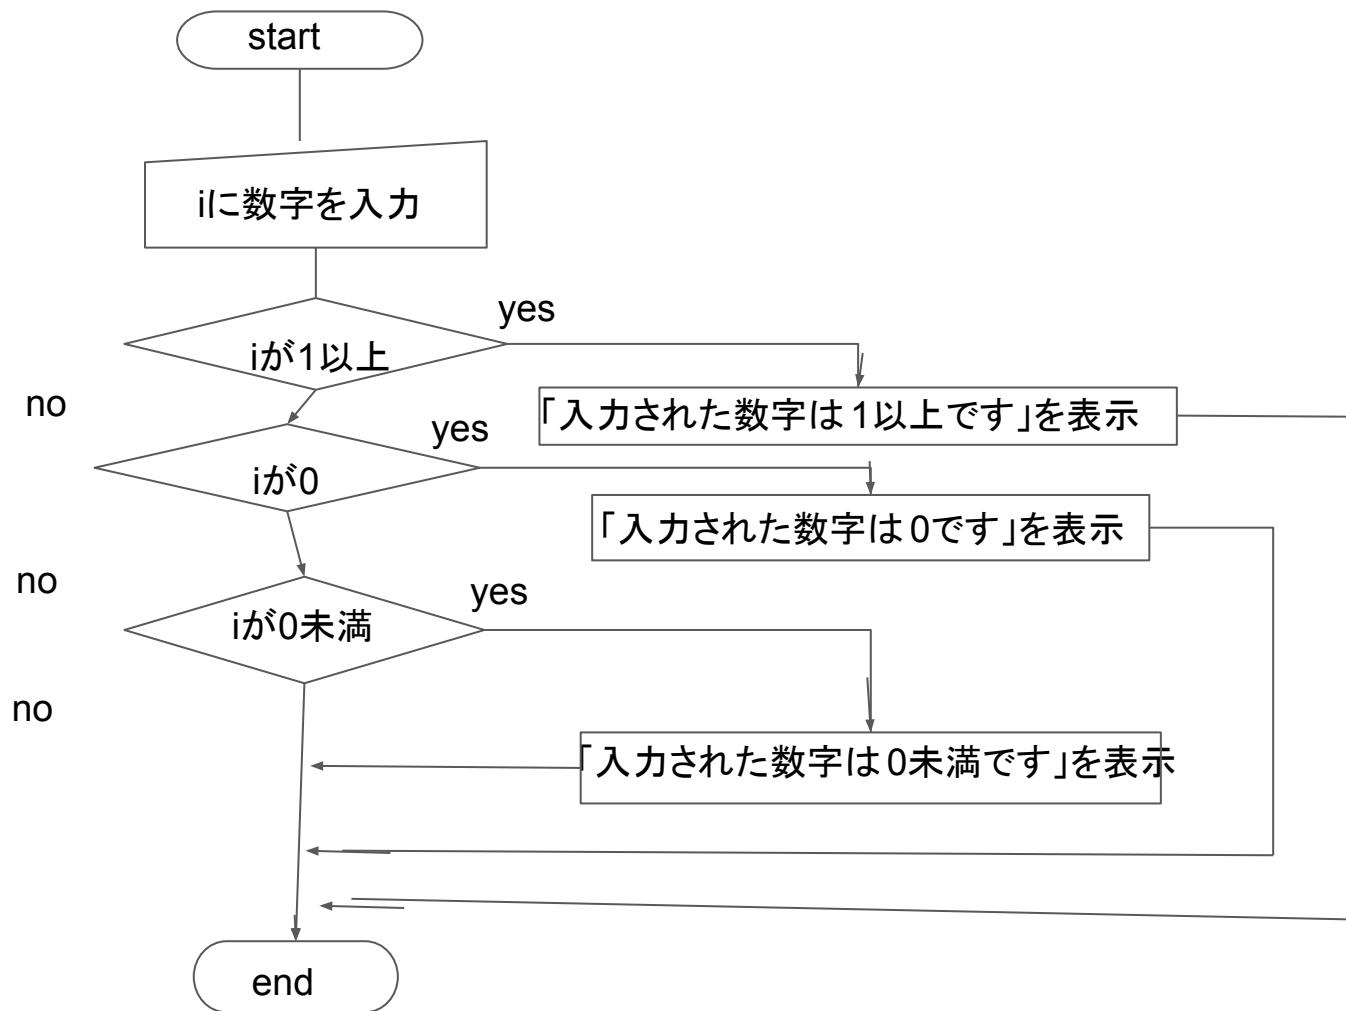 start
iに数字を入力
yes
iが1以上
no
「入力された数字は1以上です」を表示
yes
iが0
「入力された数字は0です」を表示
no
yes
iが0未満
no
「入力された数字は0未満です」を表示
end